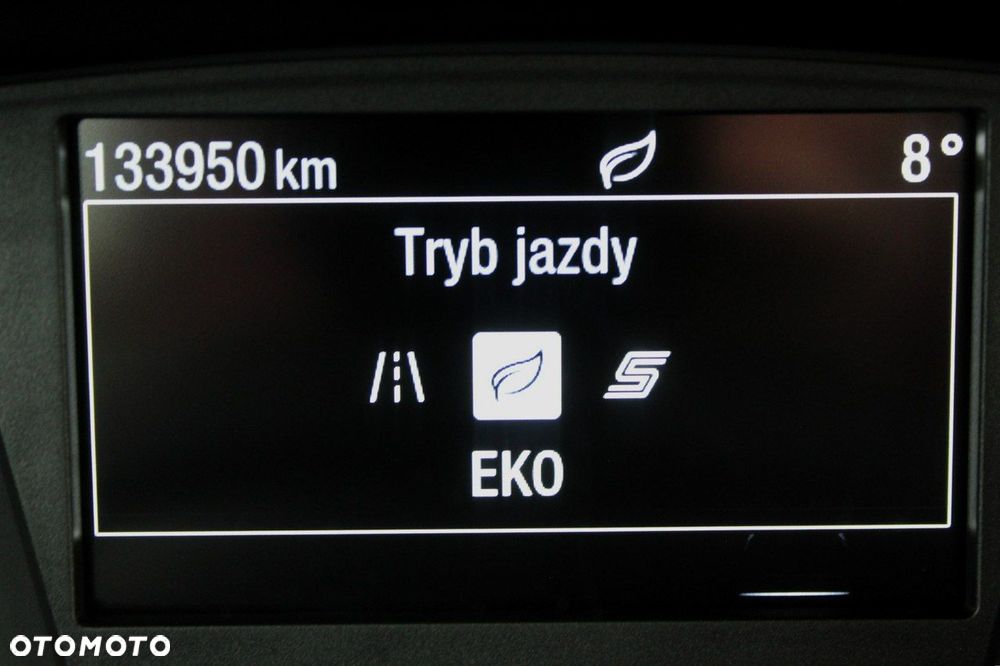 133950 km 8°
Tryb jazdy
S
EKO
OTOMOTO